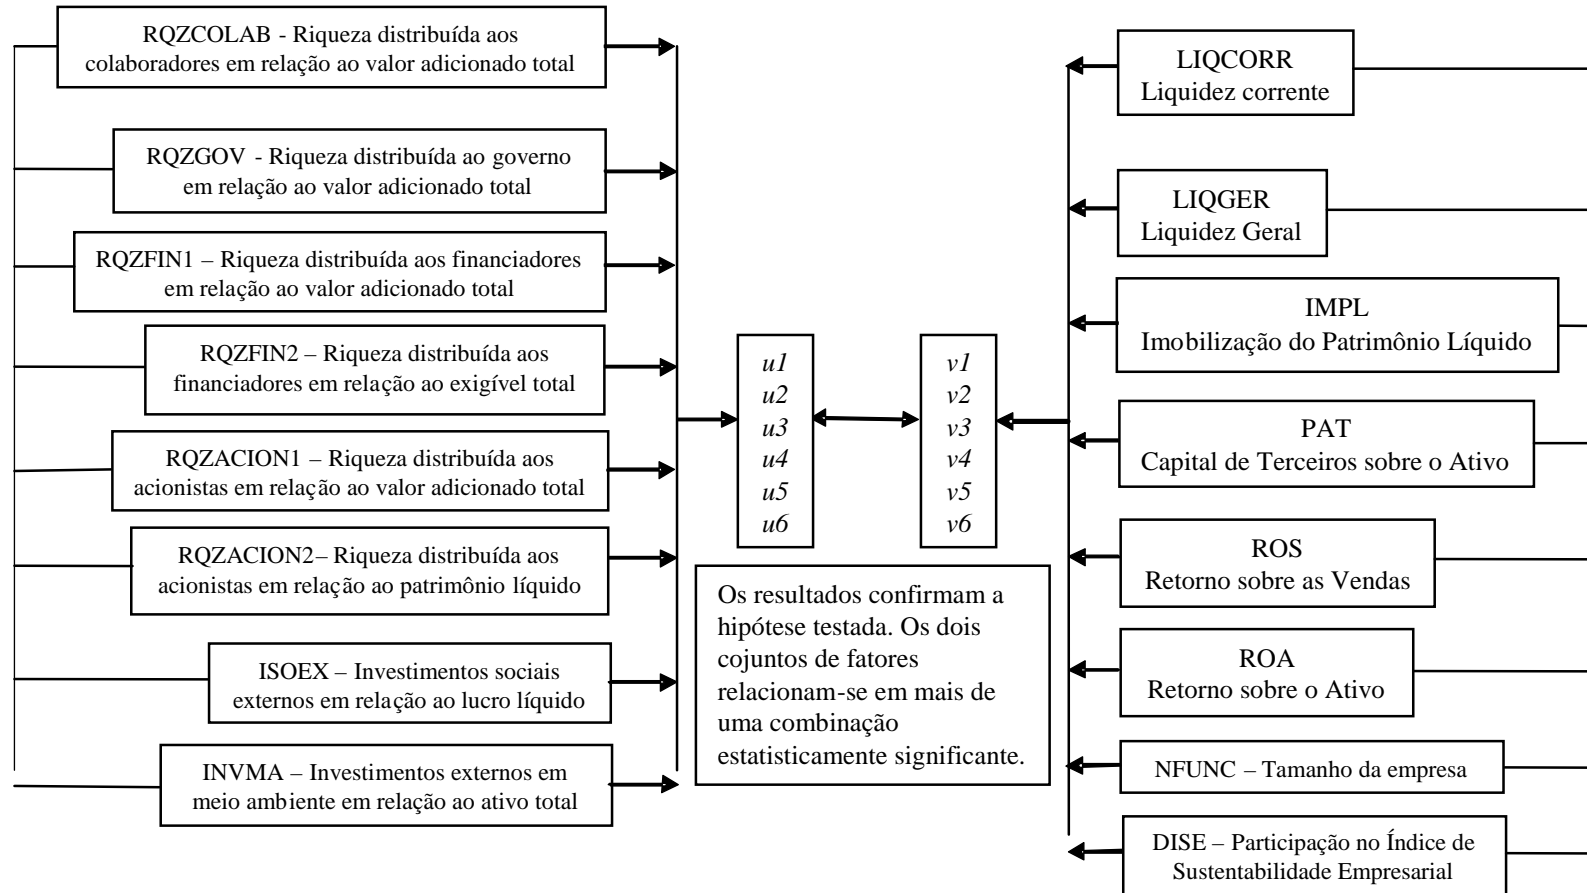 RQZCOLAB - Riqueza distribuída aos
colaboradores em relação ao valor adicionado total
RQZGOV - Riqueza distribuída ao governo
em relação ao valor adicionado total
RQZFIN1 – Riqueza distribuída aos financiadores
em relação ao valor adicionado total
RQZFIN2 – Riqueza distribuída aos
financiadores em relação ao exigível total
RQZACION1 – Riqueza distribuída aos
acionistas em relação ao valor adicionado total
RQZACION2– Riqueza distribuída aos
acionistas em relação ao patrimônio líquido
ISOEX – Investimentos sociais
externos em relação ao lucro líquido
INVMA – Investimentos externos em
meio ambiente em relação ao ativo total
u1
u2
u3
u4
u5
u6
v1
v2
v3
v4
v5
v6
Os resultados confirmam a
hipótese testada. Os dois
cojuntos de fatores
relacionam-se em mais de
uma combinação
estatisticamente significante.
LIQCORR
Liquidez corrente
LIQGER
Liquidez Geral
IMPL
Imobilização do Patrimônio Líquido
PAT
Capital de Terceiros sobre o Ativo
ROS
Retorno sobre as Vendas
ROA
Retorno sobre o Ativo
NFUNC – Tamanho da empresa
DISE – Participação no Índice de
Sustentabilidade Empresarial